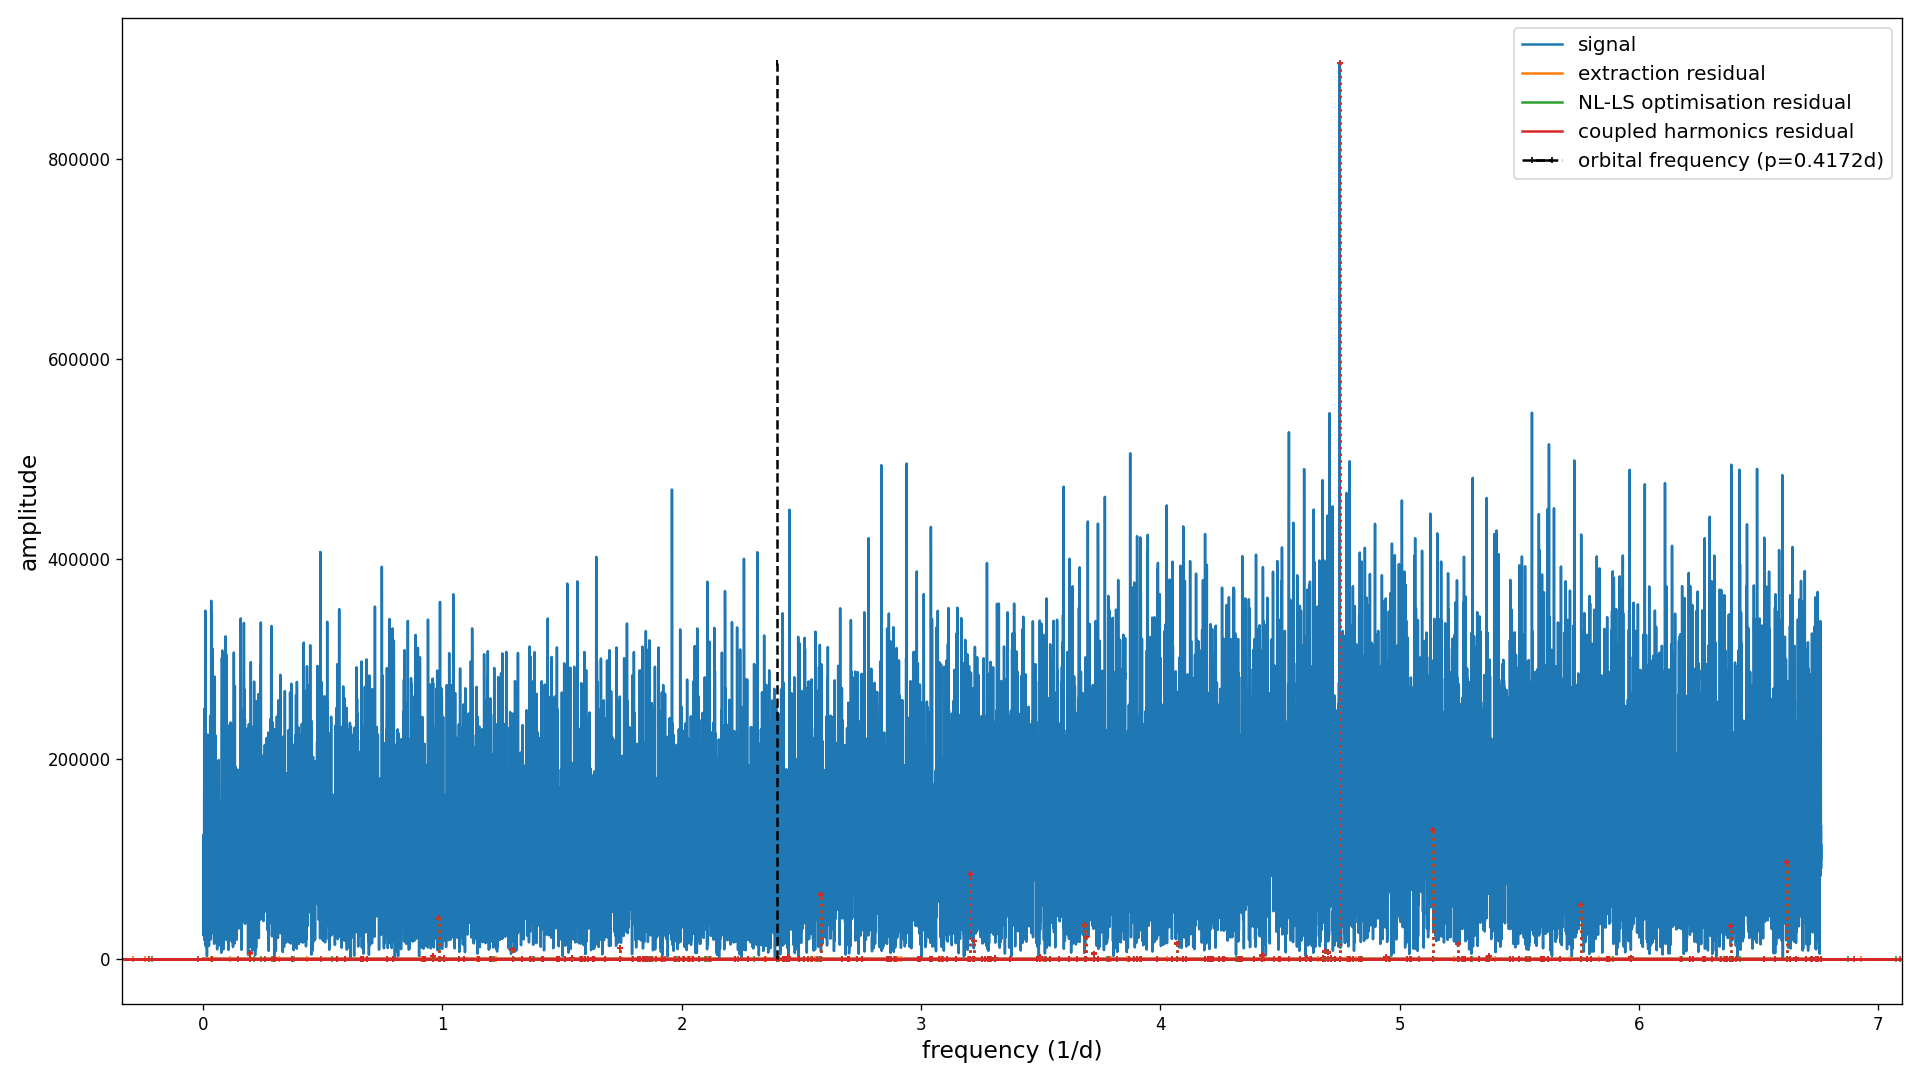 signal
extraction residual
NL-LS optimisation residual
coupled harmonics residual
orbital frequency (p=0.4172d)
800000
600000
400000
200000
0
amplitude
0 1 2 3 4 5 6 7
frequency (1/d)